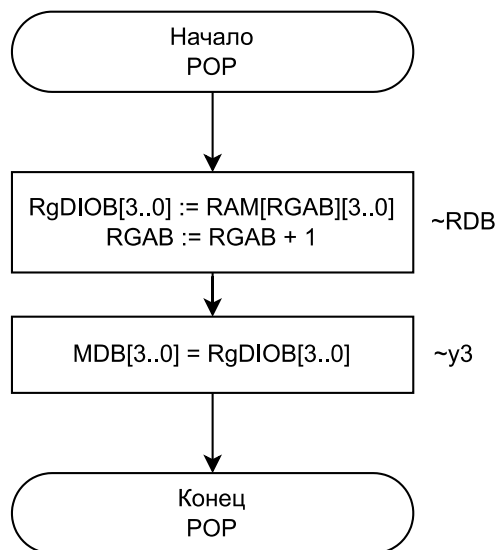 Начало
POP
RgDIOB[3..0] := RAM[RGAB][3..0]
RGAB := RGAB + 1
~RDB
MDB[3..0] = RgDIOB[3..0]
~y3
Конец
POP